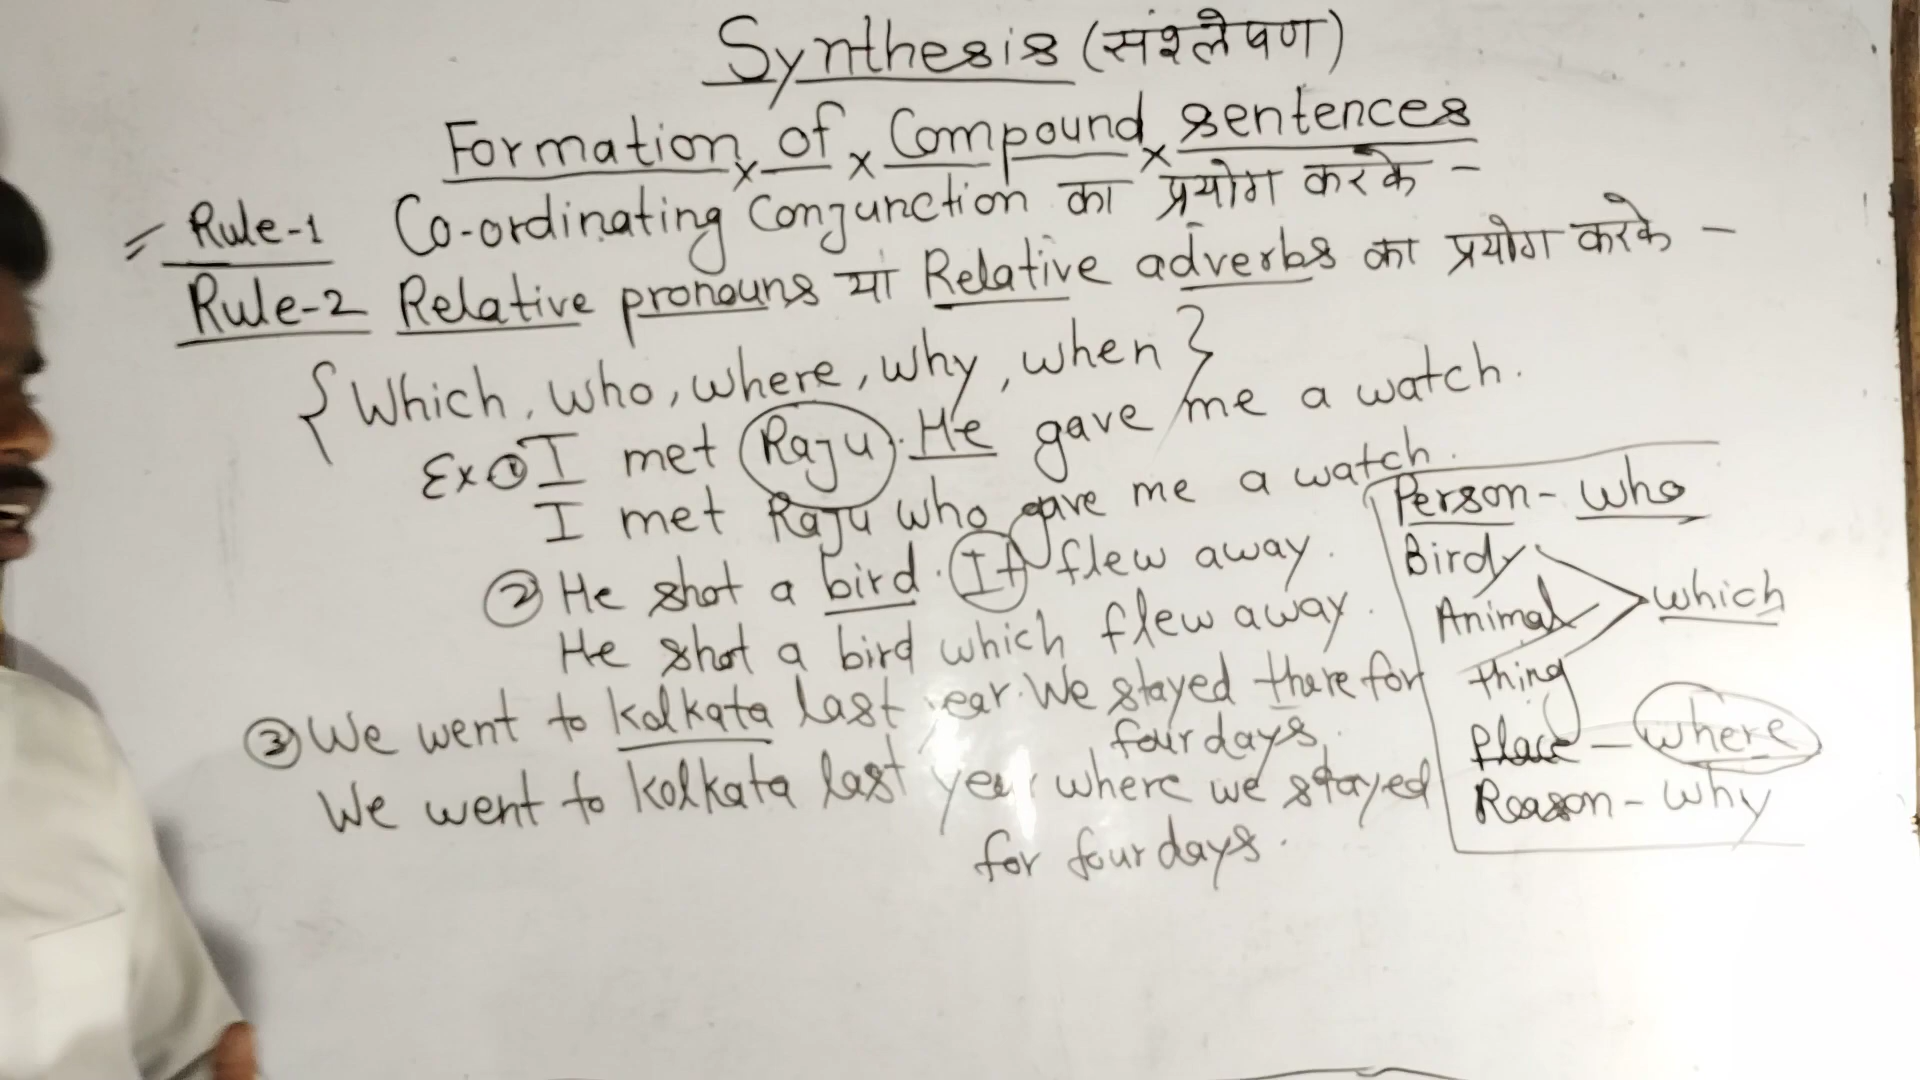 Synthesis (संश्लेषण)
Formation of Compound sentences
Rule-1 Co-ordinating Conjunction का प्रयोग करके -
Rule-2 Relative pronouns या Relative adverbs का प्रयोग करके -
{Which, who, where, why, when}
Ex ① I met Raju. He gave me a watch.
I met Raju who gave me a watch.
② He shot a bird. It flew away.
He shot a bird which flew away.
③ We went to Kolkata last year. We stayed there for
four days.
We went to Kolkata last year where we stayed
for four days.
Person - who
Bird
Animal
thing
which
Place - where
Reason - why